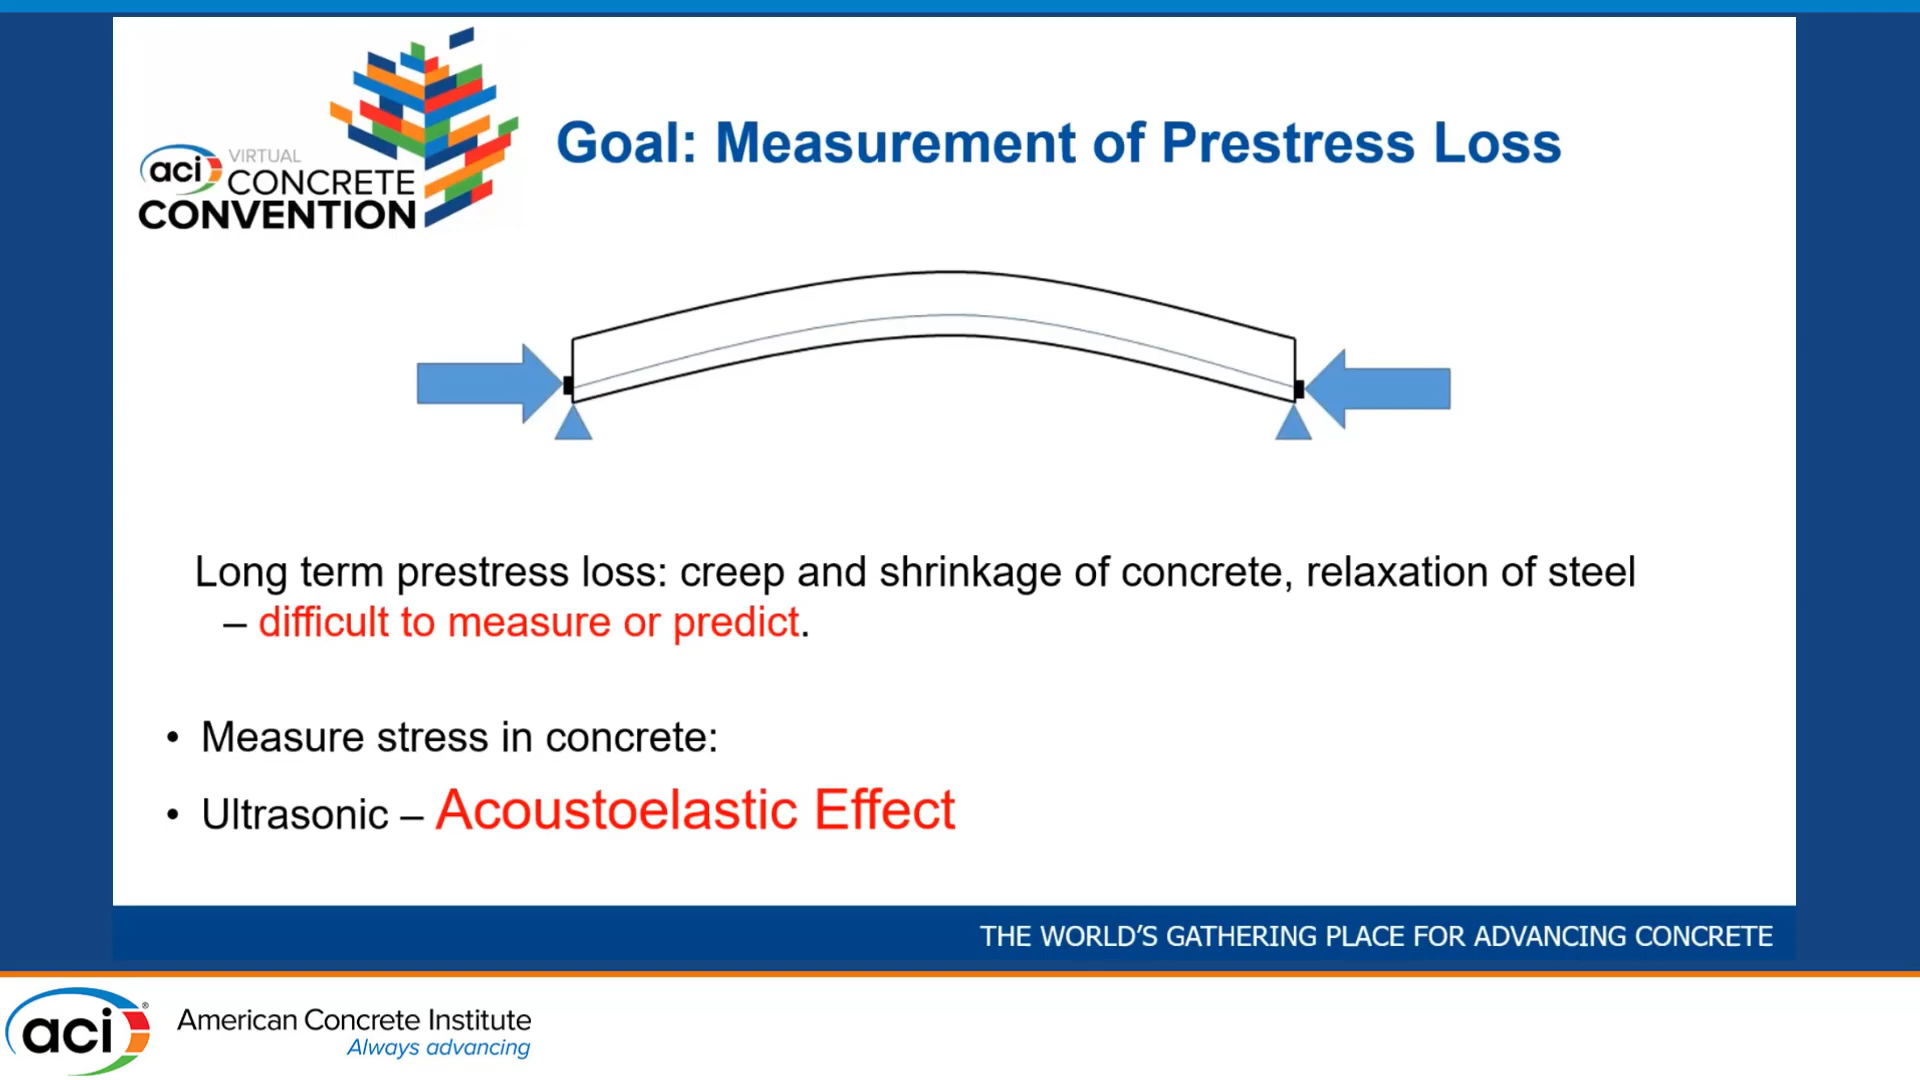 aci VIRTUAL
CONCRETE
CONVENTION
Goal: Measurement of Prestress Loss
Long term prestress loss: creep and shrinkage of concrete, relaxation of steel
– difficult to measure or predict.
• Measure stress in concrete:
• Ultrasonic – Acoustoelastic Effect
THE WORLD’S GATHERING PLACE FOR ADVANCING CONCRETE
aci® American Concrete Institute
Always advancing